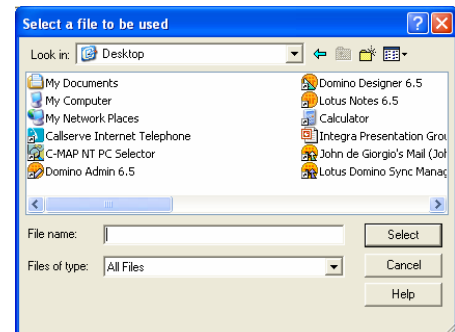 Select a file to be used
Look in: Desktop
My Documents
My Computer
My Network Places
Callserve Internet Telephone
C-MAP NT PC Selector
Domino Admin 6.5
Domino Designer 6.5
Lotus Notes 6.5
Calculator
Integra Presentation Grou
John de Giorgio's Mail (Joh
Lotus Domino Sync Manag
File name:
Select
Files of type: All Files
Cancel
Help